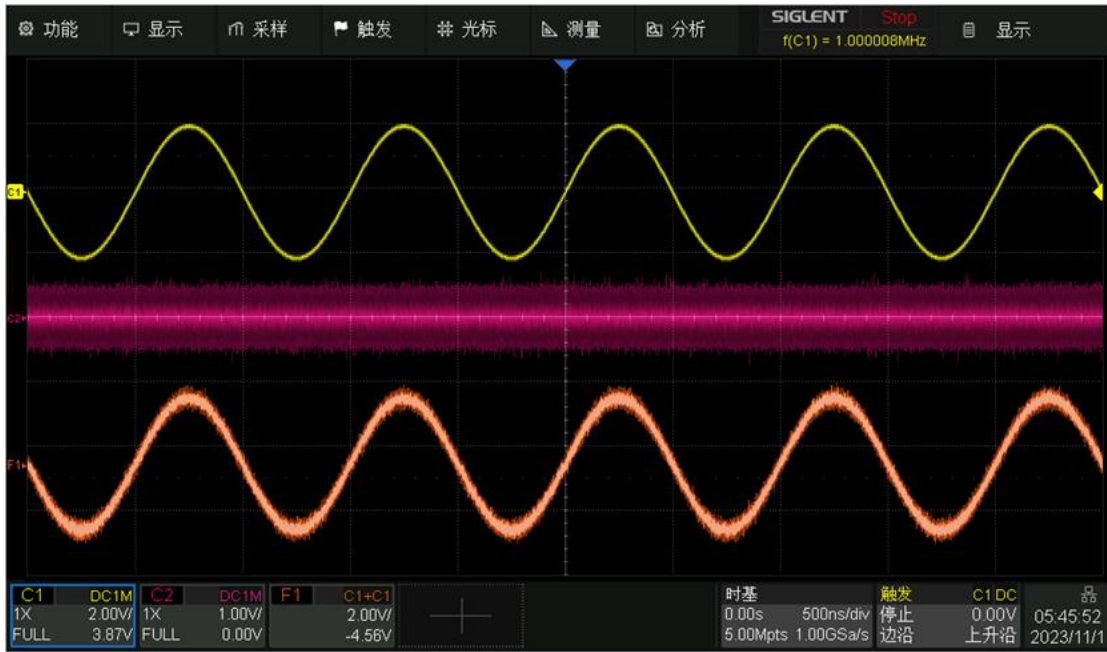 功能 显示 采样 触发 光标 测量 分析 SIGLENT Stop 显示
f(C1) = 1.000008MHz
C1
C2
F1
C1 DC1M C2 DC1M F1 C1+C1 时基 触发 C1 DC
1X 2.00V/ 1X 1.00V/ 2.00V/ 0.00s 500ns/div 停止 0.00V 05:45:52
FULL 3.87V FULL 0.00V -4.56V 5.00Mpts 1.00GSa/s 边沿 上升沿 2023/11/1